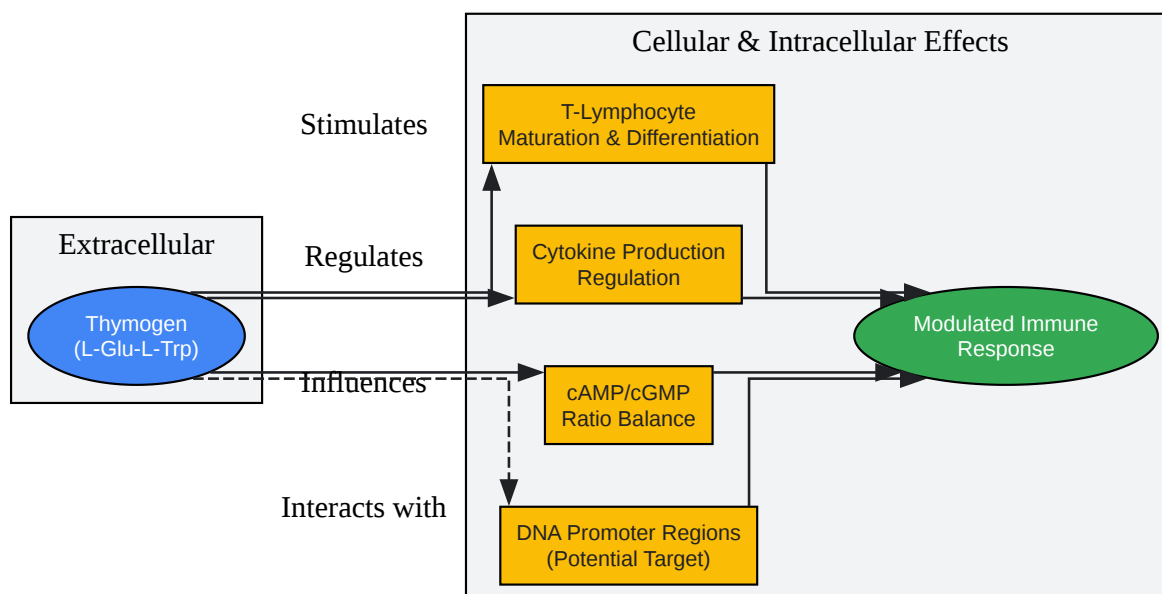 Cellular & Intracellular Effects
Stimulates
T-Lymphocyte
Maturation & Differentiation
Extracellular
Regulates
Cytokine Production
Regulation
Thymogen
(L-Glu-L-Trp)
Modulated Immune
Response
Influences
cAMP/cGMP
Ratio Balance
Interacts with
DNA Promoter Regions
(Potential Target)